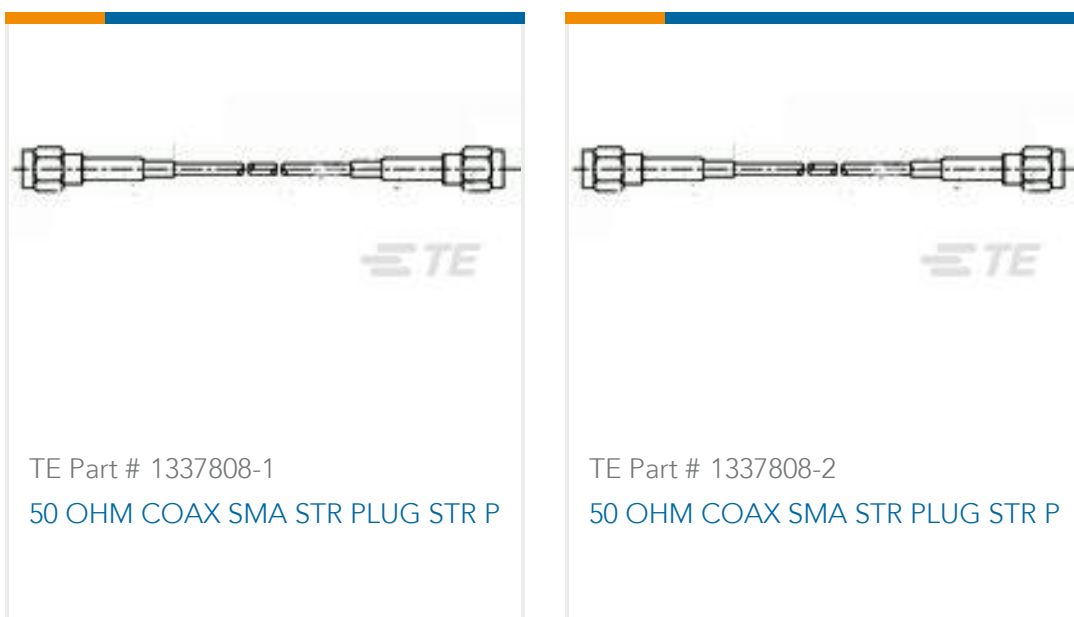 TE
TE
TE Part # 1337808-1
50 OHM COAX SMA STR PLUG STR P
TE Part # 1337808-2
50 OHM COAX SMA STR PLUG STR P